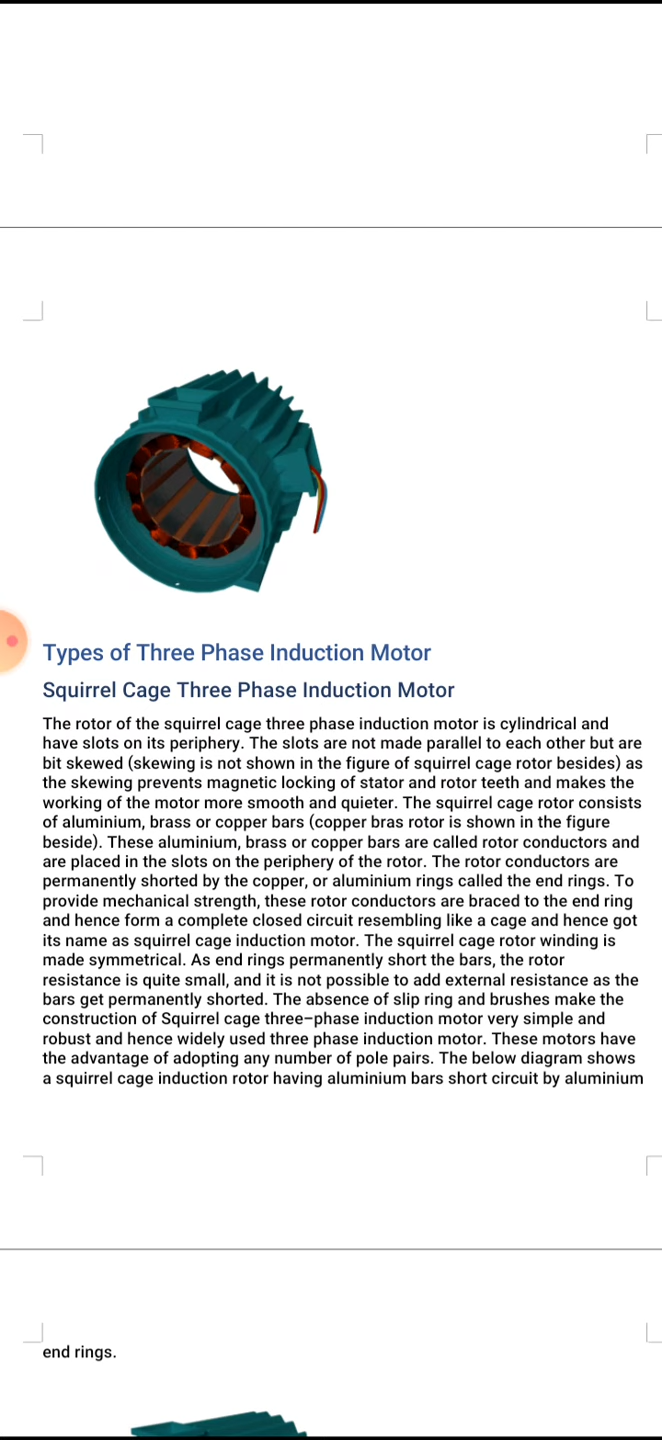 Types of Three Phase Induction Motor
Squirrel Cage Three Phase Induction Motor
The rotor of the squirrel cage three phase induction motor is cylindrical and
have slots on its periphery. The slots are not made parallel to each other but are
bit skewed (skewing is not shown in the figure of squirrel cage rotor besides) as
the skewing prevents magnetic locking of stator and rotor teeth and makes the
working of the motor more smooth and quieter. The squirrel cage rotor consists
of aluminium, brass or copper bars (copper bras rotor is shown in the figure
beside). These aluminium, brass or copper bars are called rotor conductors and
are placed in the slots on the periphery of the rotor. The rotor conductors are
permanently shorted by the copper, or aluminium rings called the end rings. To
provide mechanical strength, these rotor conductors are braced to the end ring
and hence form a complete closed circuit resembling like a cage and hence got
its name as squirrel cage induction motor. The squirrel cage rotor winding is
made symmetrical. As end rings permanently short the bars, the rotor
resistance is quite small, and it is not possible to add external resistance as the
bars get permanently shorted. The absence of slip ring and brushes make the
construction of Squirrel cage three–phase induction motor very simple and
robust and hence widely used three phase induction motor. These motors have
the advantage of adopting any number of pole pairs. The below diagram shows
a squirrel cage induction rotor having aluminium bars short circuit by aluminium
end rings.